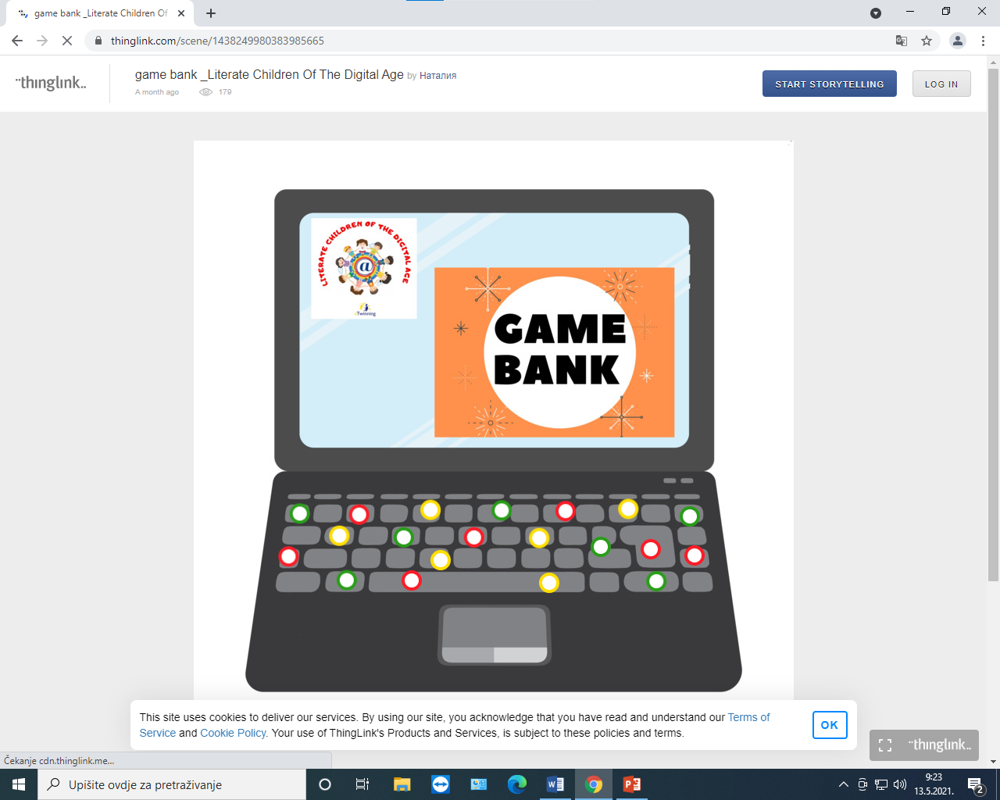 game bank _Literate Children Of
thinglink.com/scene/1438249980383985665
¨thınglınk..
game bank _Literate Children Of The Digital Age by Наталия
A month ago 179
START STORYTELLING
LOG IN
LITERATE CHILDREN OF THE DIGITAL AGE
@
eTwinning
GAME
BANK
This site uses cookies to deliver our services. By using our site, you acknowledge that you have read and understand our Terms of
Service and Cookie Policy. Your use of ThingLink's Products and Services, is subject to these policies and terms.
OK
¨thınglınk..
Čekanje cdn.thinglink.me...
Upišite ovdje za pretraživanje
9:23
13.5.2021.
2